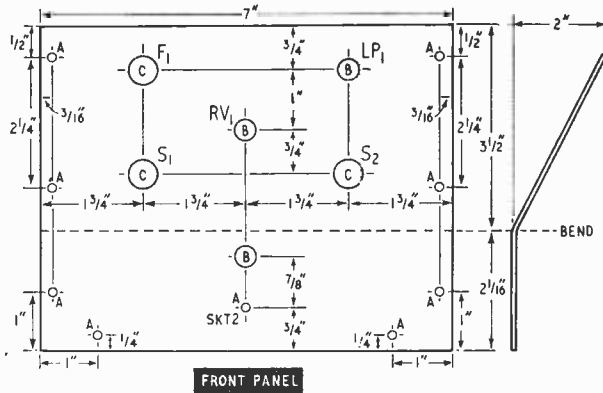 7"
2"
1/2"
A
F1
3/4"
LP1
A
1/2"
C
B
3/16"
RV1
1"
3/16"
2 1/4"
B
3/4"
2 1/4"
3 1/2"
S1
S2
C
C
A
A
1 3/4"
1 3/4"
1 3/4"
1 3/4"
BEND
B
7/8"
2 1/16"
A
A
A
1"
SKT2
3/4"
1"
A
1/4"
1/4"
A
1"
1"
FRONT PANEL